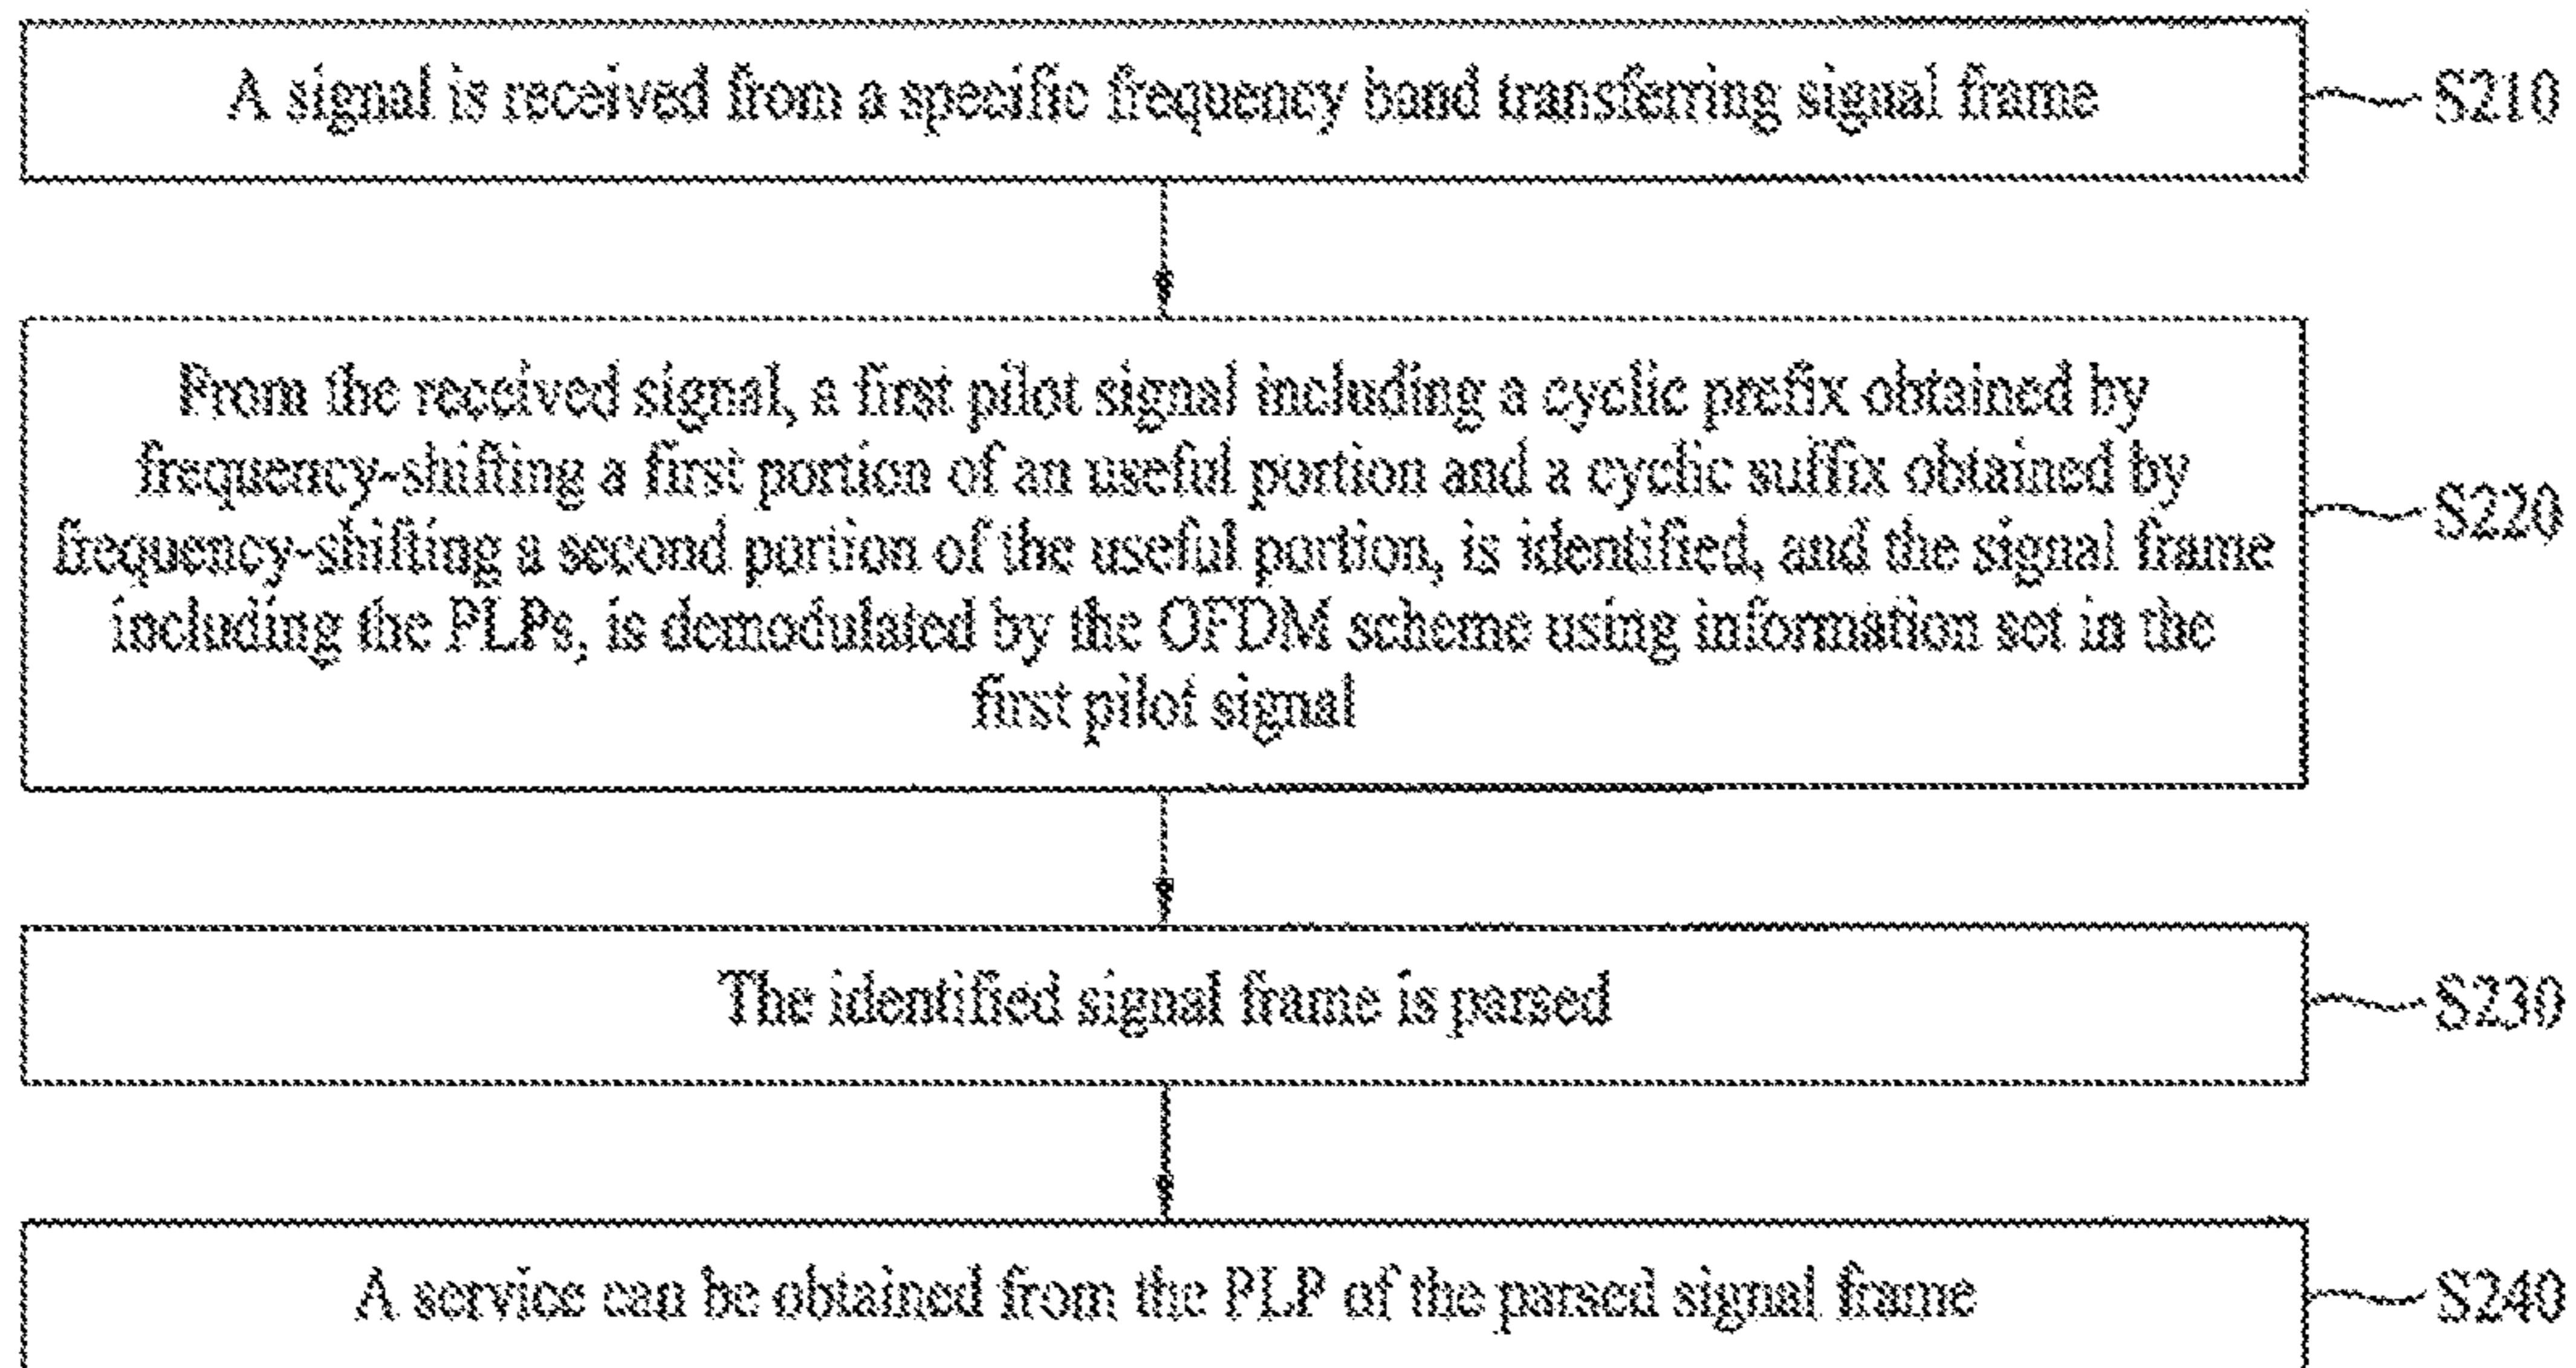 A signal is received from a specific frequency band transferring signal frame
S210
From the received signal, a first pilot signal including a cyclic prefix obtained by
frequency-shifting a first portion of an useful portion and a cyclic suffix obtained by
frequency-shifting a second portion of the useful portion, is identified, and the signal frame
including the PLPs, is demodulated by the OFDM scheme using information set in the
first pilot signal
S220
The identified signal frame is parsed
S230
A service can be obtained from the PLP of the parsed signal frame
S240